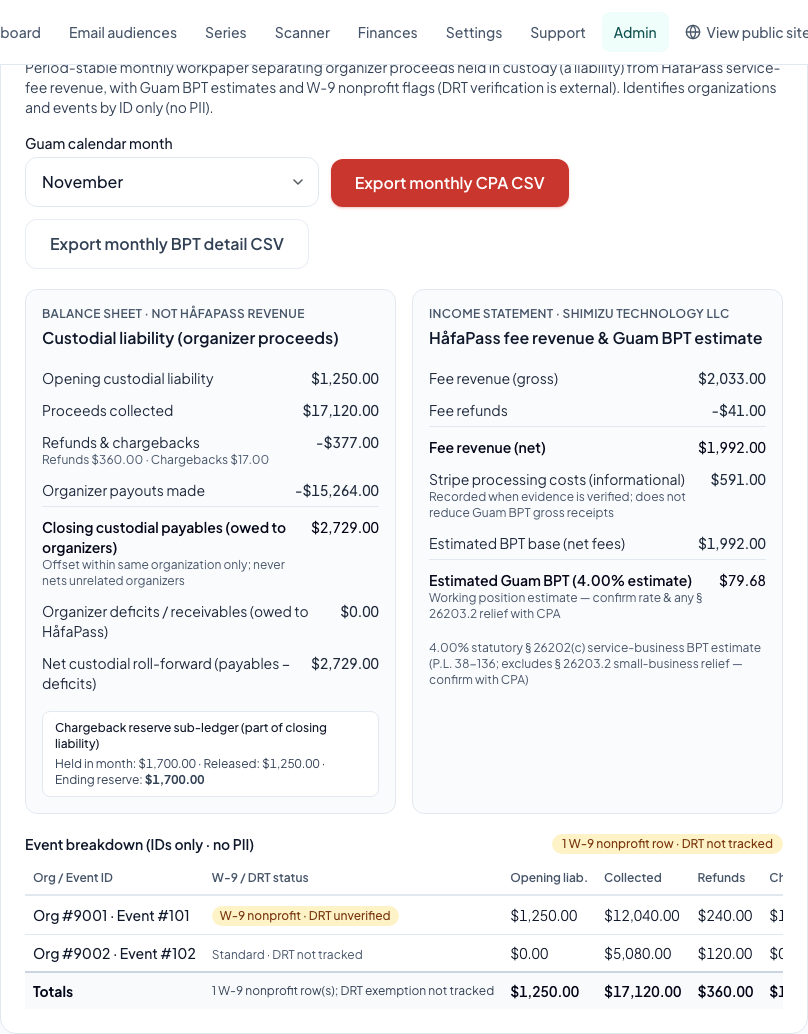 board Email audiences Series Scanner Finances Settings Support Admin View public site
Period-stable monthly workpaper separating organizer proceeds held in custody (a liability) from HåfaPass service-
fee revenue, with Guam BPT estimates and W-9 nonprofit flags (DRT verification is external). Identifies organizations
and events by ID only (no PII).
Guam calendar month
November
Export monthly CPA CSV
Export monthly BPT detail CSV
BALANCE SHEET · NOT HÅFAPASS REVENUE
Custodial liability (organizer proceeds)
Opening custodial liability $1,250.00
Proceeds collected $17,120.00
Refunds & chargebacks -$377.00
Refunds $360.00 · Chargebacks $17.00
Organizer payouts made -$15,264.00
Closing custodial payables (owed to $2,729.00
organizers)
Offset within same organization only; never
nets unrelated organizers
Organizer deficits / receivables (owed to $0.00
HåfaPass)
Net custodial roll-forward (payables − $2,729.00
deficits)
Chargeback reserve sub-ledger (part of closing
liability)
Held in month: $1,700.00 · Released: $1,250.00 ·
Ending reserve: $1,700.00
INCOME STATEMENT · SHIMIZU TECHNOLOGY LLC
HåfaPass fee revenue & Guam BPT estimate
Fee revenue (gross) $2,033.00
Fee refunds -$41.00
Fee revenue (net) $1,992.00
Stripe processing costs (informational) $591.00
Recorded when evidence is verified; does not
reduce Guam BPT gross receipts
Estimated BPT base (net fees) $1,992.00
Estimated Guam BPT (4.00% estimate) $79.68
Working position estimate — confirm rate & any §
26203.2 relief with CPA
4.00% statutory § 26202(c) service-business BPT estimate
(P.L. 38-136; excludes § 26203.2 small-business relief —
confirm with CPA)
Event breakdown (IDs only · no PII) 1 W-9 nonprofit row · DRT not tracked
Org / Event ID W-9 / DRT status Opening liab. Collected Refunds Ch
Org #9001 · Event #101 W-9 nonprofit · DRT unverified $1,250.00 $12,040.00 $240.00 $1
Org #9002 · Event #102 Standard · DRT not tracked $0.00 $5,080.00 $120.00 $0
Totals 1 W-9 nonprofit row(s); DRT exemption not tracked $1,250.00 $17,120.00 $360.00 $1